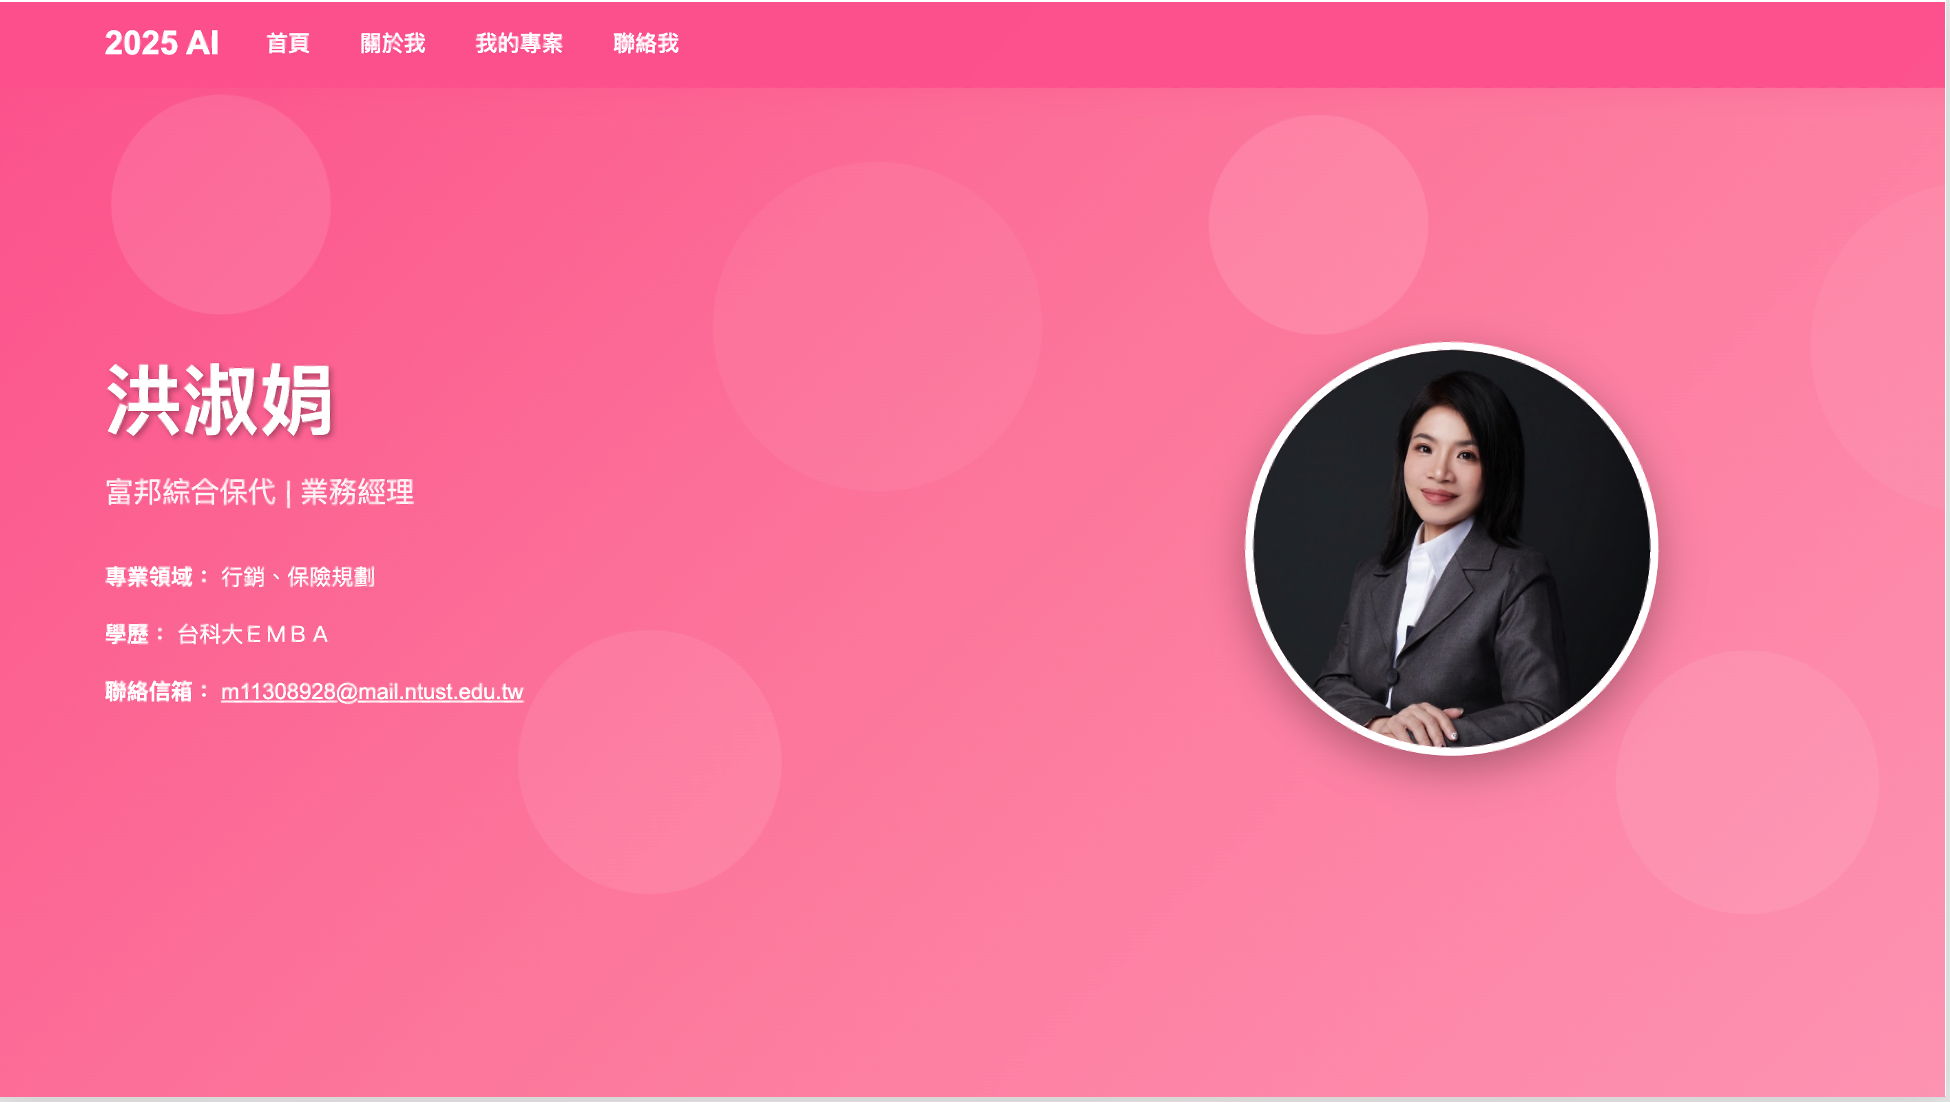 2025 AI 首頁 關於我 我的專案 聯絡我
洪淑娟
富邦綜合保代 | 業務經理
專業領域： 行銷、保險規劃
學歷： 台科大ＥＭＢＡ
聯絡信箱： m11308928@mail.ntust.edu.tw